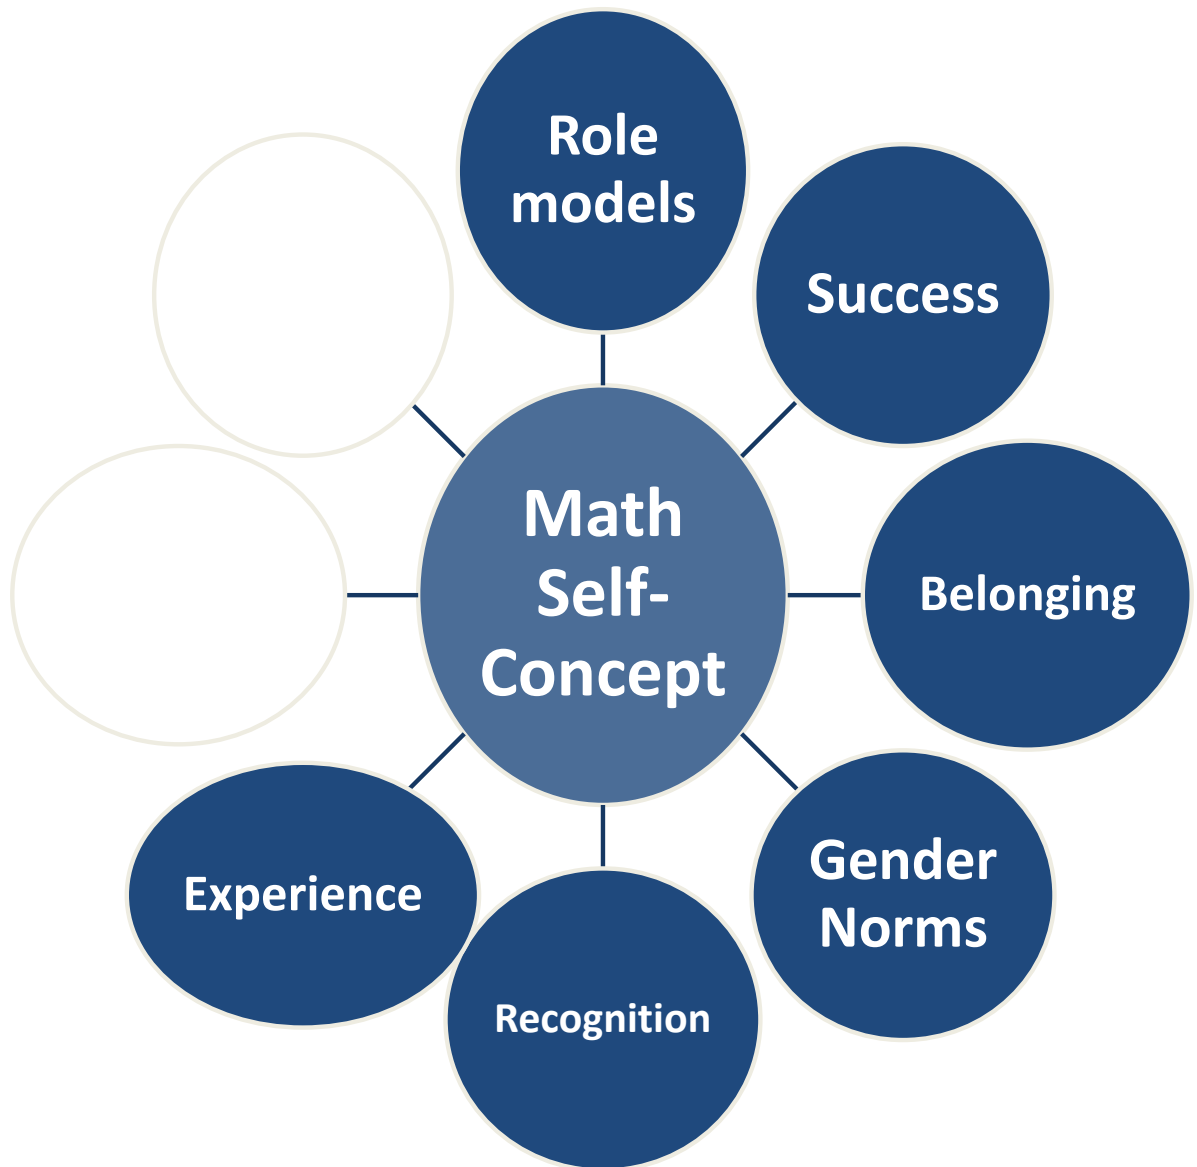 Role
models
Success
Math
Self-
Concept
Belonging
Gender
Norms
Experience
Recognition